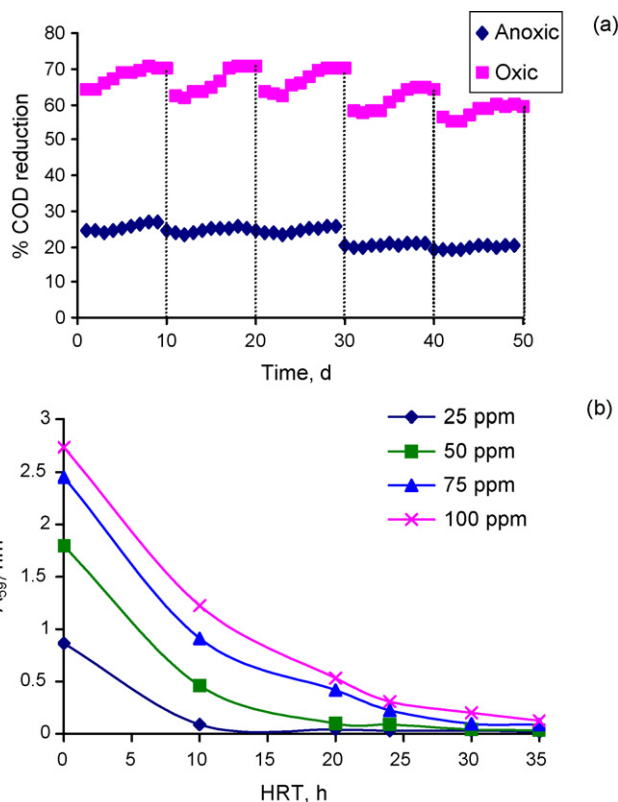 (a)
Anoxic
Oxic
% COD reduction
80
70
60
50
40
30
20
10
0
0 10 20 30 40 50
Time, d
(b)
25 ppm
50 ppm
75 ppm
100 ppm
3
2.5
2
1.5
1
0.5
0
0 5 10 15 20 25 30 35
HRT, h